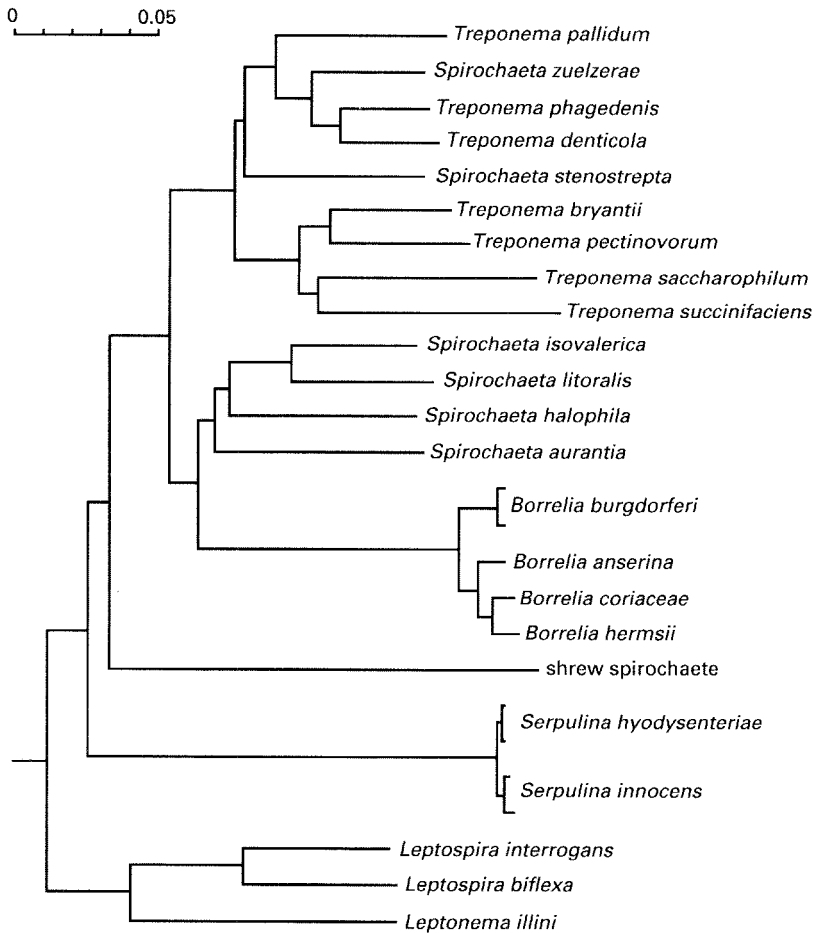 0 0.05
Treponema pallidum
Spirochaeta zuelzerae
Treponema phagedenis
Treponema denticola
Spirochaeta stenostrepta
Treponema bryantii
Treponema pectinovorum
Treponema saccharophilum
Treponema succinifaciens
Spirochaeta isovalerica
Spirochaeta litoralis
Spirochaeta halophila
Spirochaeta aurantia
Borrelia burgdorferi
Borrelia anserina
Borrelia coriaceae
Borrelia hermsii
shrew spirochaete
Serpulina hyodysenteriae
Serpulina innocens
Leptospira interrogans
Leptospira biflexa
Leptonema illini